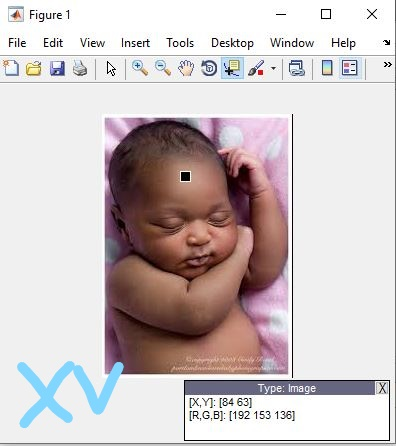 Figure 1
File Edit View Insert Tools Desktop Window Help
XV
Type: Image X
[X,Y]: [84 63]
[R,G,B]: [192 153 136]